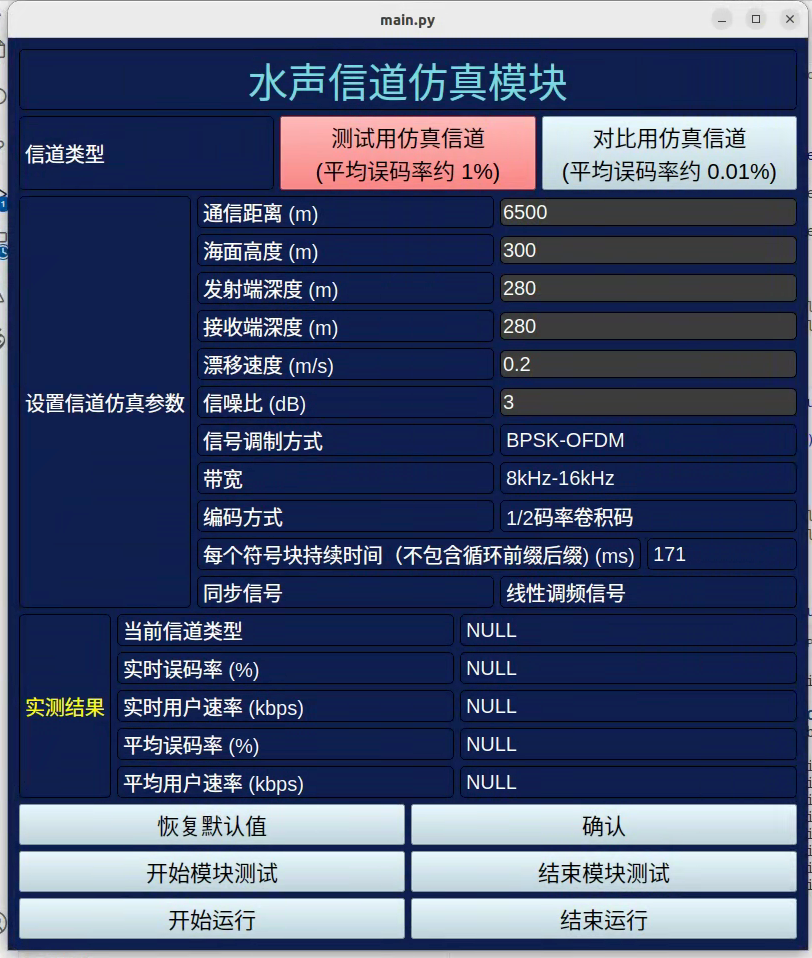 main.py
水声信道仿真模块
信道类型
测试用仿真信道
(平均误码率约 1%)
对比用仿真信道
(平均误码率约 0.01%)
设置信道仿真参数
通信距离 (m)
6500
海面高度 (m)
300
发射端深度 (m)
280
接收端深度 (m)
280
漂移速度 (m/s)
0.2
信噪比 (dB)
3
信号调制方式
BPSK-OFDM
带宽
8kHz-16kHz
编码方式
1/2码率卷积码
每个符号块持续时间（不包含循环前缀后缀) (ms)
171
同步信号
线性调频信号
实测结果
当前信道类型
NULL
实时误码率 (%)
NULL
实时用户速率 (kbps)
NULL
平均误码率 (%)
NULL
平均用户速率 (kbps)
NULL
恢复默认值
确认
开始模块测试
结束模块测试
开始运行
结束运行